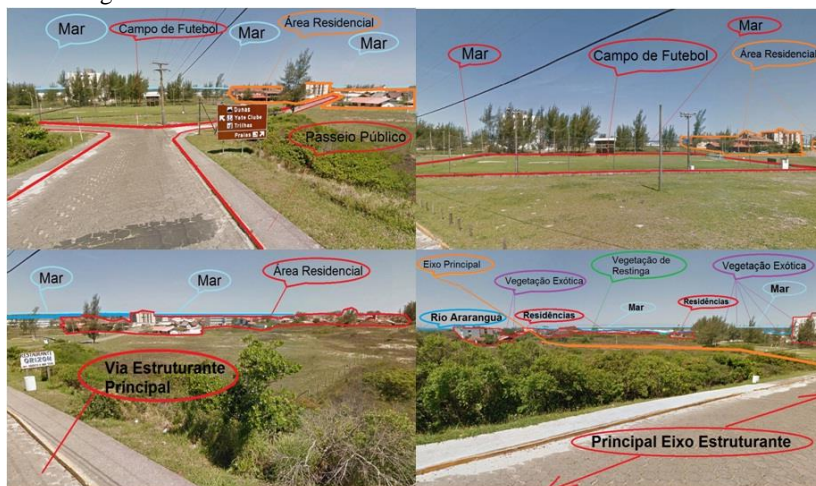 Mar
Campo de Futebol
Mar
Área Residencial
Mar
Dunas
Yate Clube
Trilhas
Praias
Passeio Público
Mar
Campo de Futebol
Mar
Área Residencial
Mar
Mar
Área Residencial
Via Estruturante
Principal
Eixo Principal
Vegetação Exótica
Vegetação de
Restinga
Vegetação Exótica
Mar
Rio Ararangua
Residências
Mar
Residências
Principal Eixo Estruturante